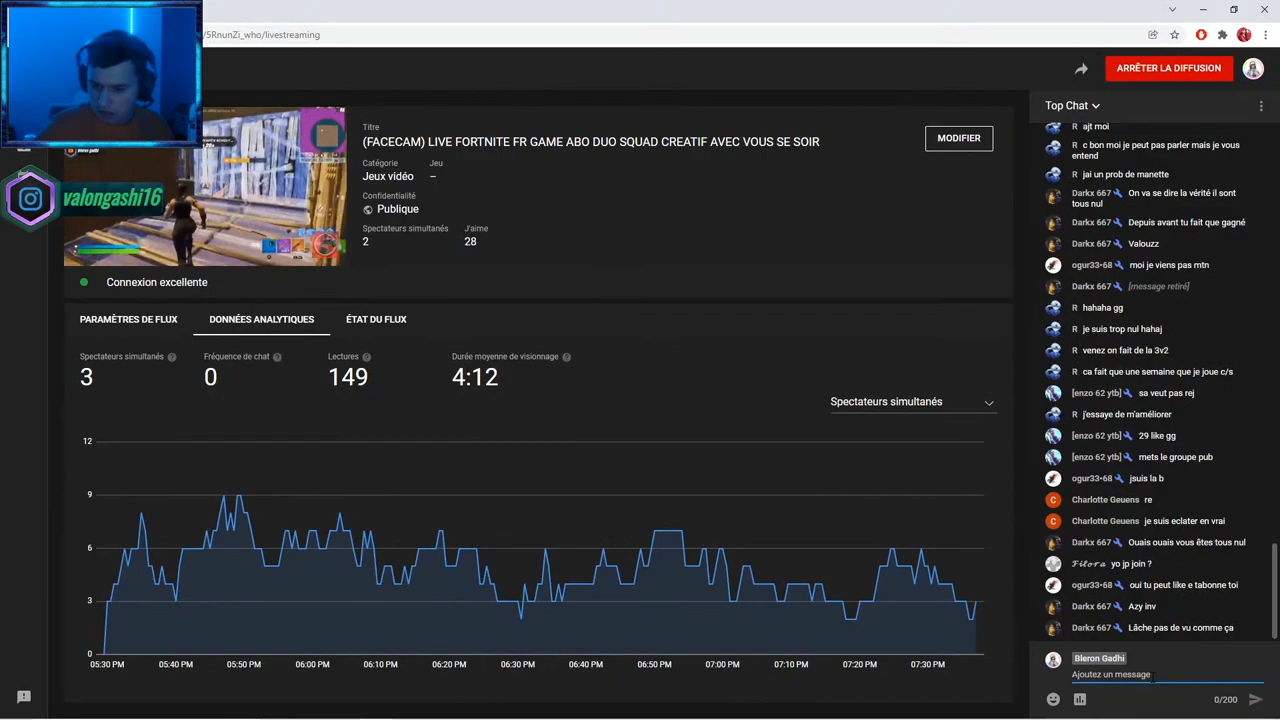 /5RnunZi_who/livestreaming
ARRÊTER LA DIFFUSION
valongashi16
Titre
(FACECAM) LIVE FORTNITE FR GAME ABO DUO SQUAD CREATIF AVEC VOUS SE SOIR
MODIFIER
Catégorie Jeu
Jeux vidéo –
Confidentialité
Publique
Spectateurs simultanés J'aime
2 28
Connexion excellente
PARAMÈTRES DE FLUX DONNÉES ANALYTIQUES ÉTAT DU FLUX
Spectateurs simultanés Fréquence de chat Lectures Durée moyenne de visionnage
3 0 149 4:12
Spectateurs simultanés
12
9
6
3
0
05:30 PM 05:40 PM 05:50 PM 06:00 PM 06:10 PM 06:20 PM 06:30 PM 06:40 PM 06:50 PM 07:00 PM 07:10 PM 07:20 PM 07:30 PM
Top Chat
R ajt moi
R c bon moi je peut pas parler mais je vous
entend
R jai un prob de manette
Darkx 667 On va se dire la vérité il sont
tous nul
Darkx 667 Depuis avant tu fait que gagné
Darkx 667 Valouzz
ogur33•68 moi je viens pas mtn
Darkx 667 [message retiré]
R hahaha gg
R je suis trop nul hahaj
R venez on fait de la 3v2
R ca fait que une semaine que je joue c/s
[enzo 62 ytb] sa veut pas rej
R j'essaye de m'améliorer
[enzo 62 ytb] 29 like gg
[enzo 62 ytb] mets le groupe pub
ogur33•68 jsuis la b
C Charlotte Geuens re
C Charlotte Geuens je suis eclater en vrai
Darkx 667 Ouais ouais vous êtes tous nul
𝓕𝓲𝓵𝓸𝓻𝓪 yo jp join ?
ogur33•68 oui tu peut like e tabonne toi
Darkx 667 Azy inv
Darkx 667 Lâche pas de vu comme ça
Bleron Gadhi
Ajoutez un message
0/200